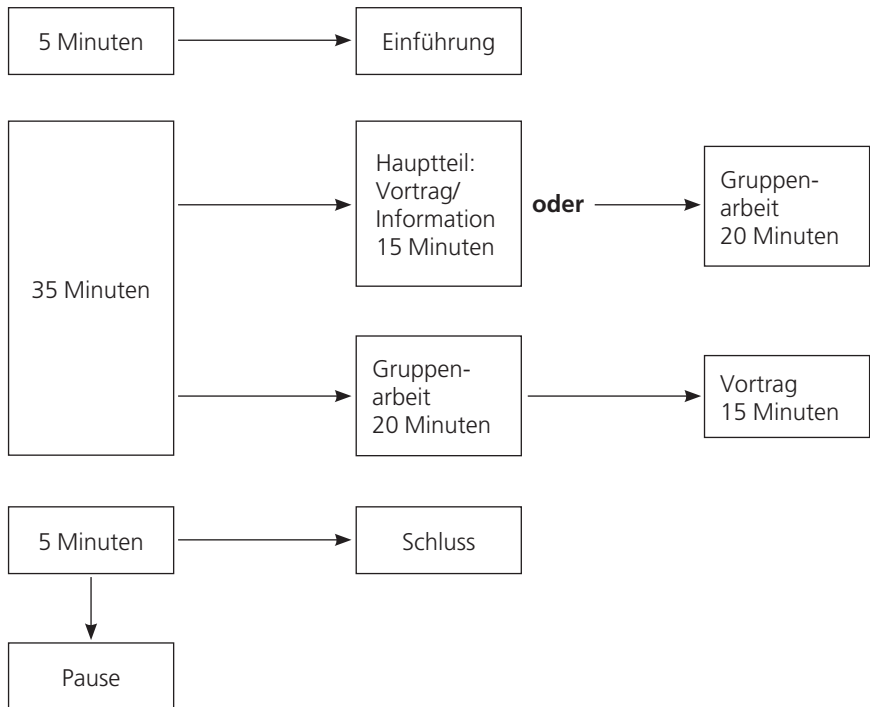 5 Minuten
Einführung
35 Minuten
Hauptteil:
Vortrag/
Information
15 Minuten
oder
Gruppen-
arbeit
20 Minuten
Gruppen-
arbeit
20 Minuten
Vortrag
15 Minuten
5 Minuten
Schluss
Pause